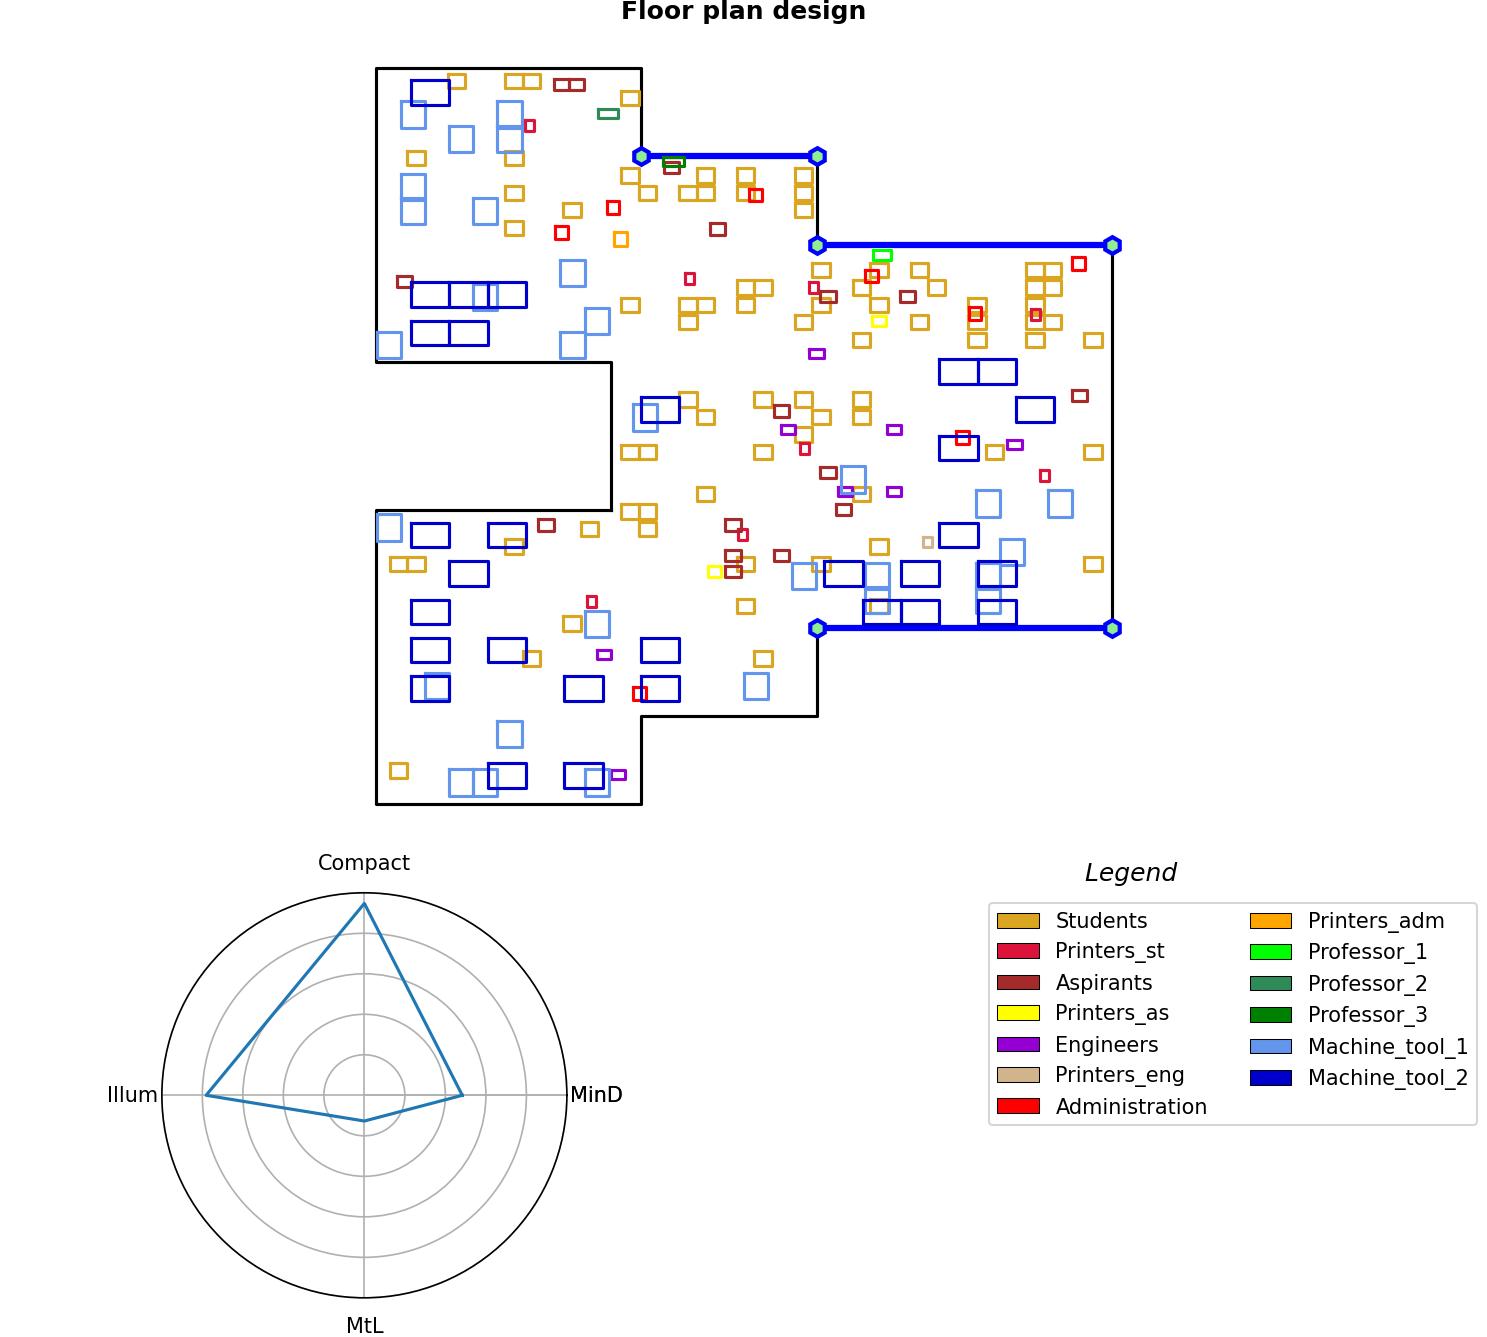 Floor plan design
Compact
Illum
MinD
MtL
Legend
Students
Printers_st
Aspirants
Printers_as
Engineers
Printers_eng
Administration
Printers_adm
Professor_1
Professor_2
Professor_3
Machine_tool_1
Machine_tool_2